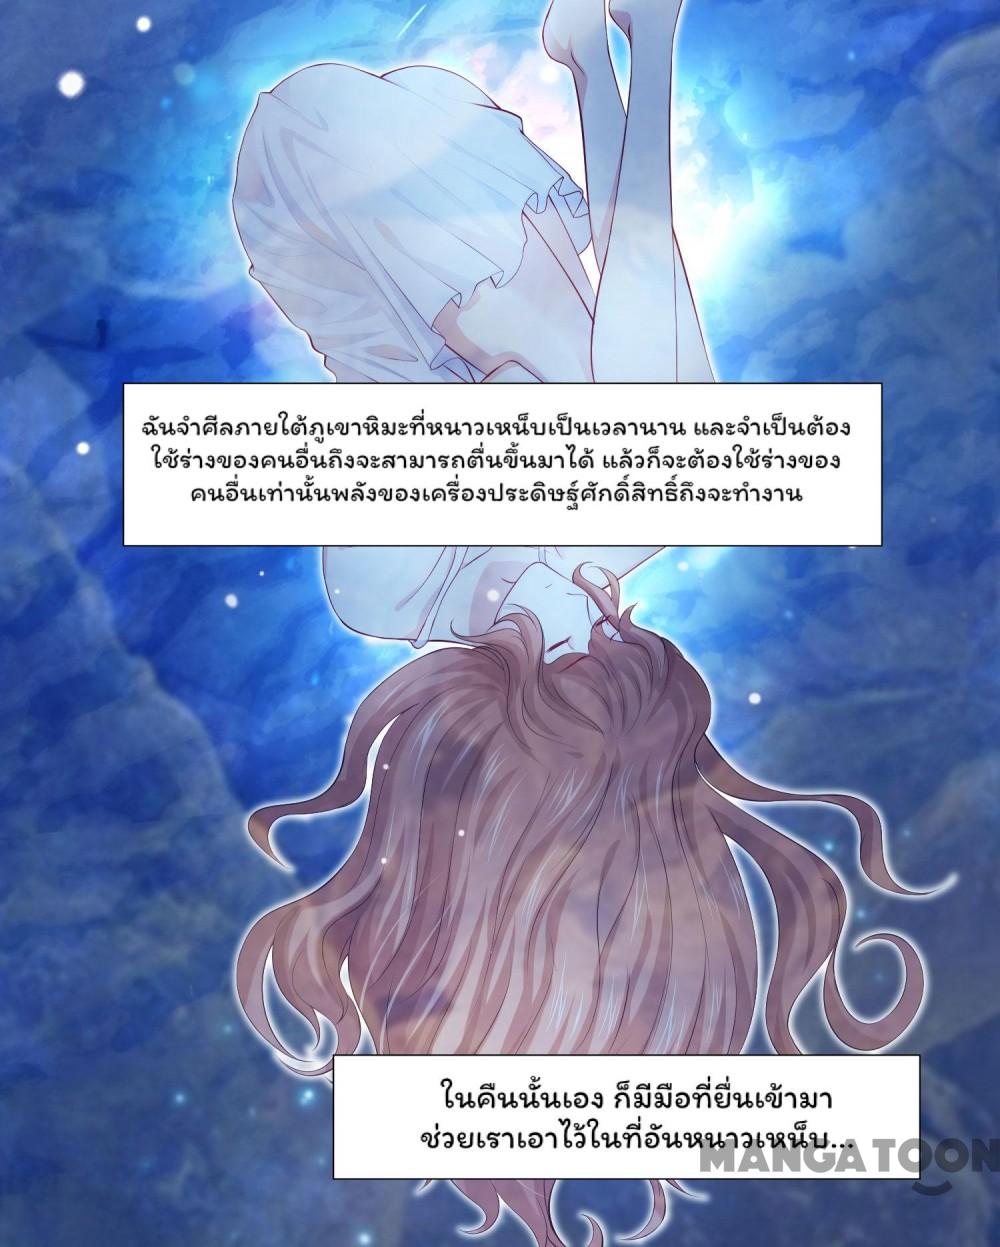 ฉันจำศีลภายใต้ภูเขาหิมะที่หนาวเหน็บเป็นเวลานาน และจำเป็นต้อง
ใช้ร่างของคนอื่นถึงจะสามารถตื่นขึ้นมาได้ แล้วก็จะต้องใช้ร่างของ
คนอื่นเท่านั้นพลังของเครื่องประดิษฐ์ศักดิ์สิทธิ์ถึงจะทำงาน
ในคืนนั้นเอง ก็มีมือที่ยื่นเข้ามา
ช่วยเราเอาไว้ในที่อันหนาวเหน็บ...
MANGATOON